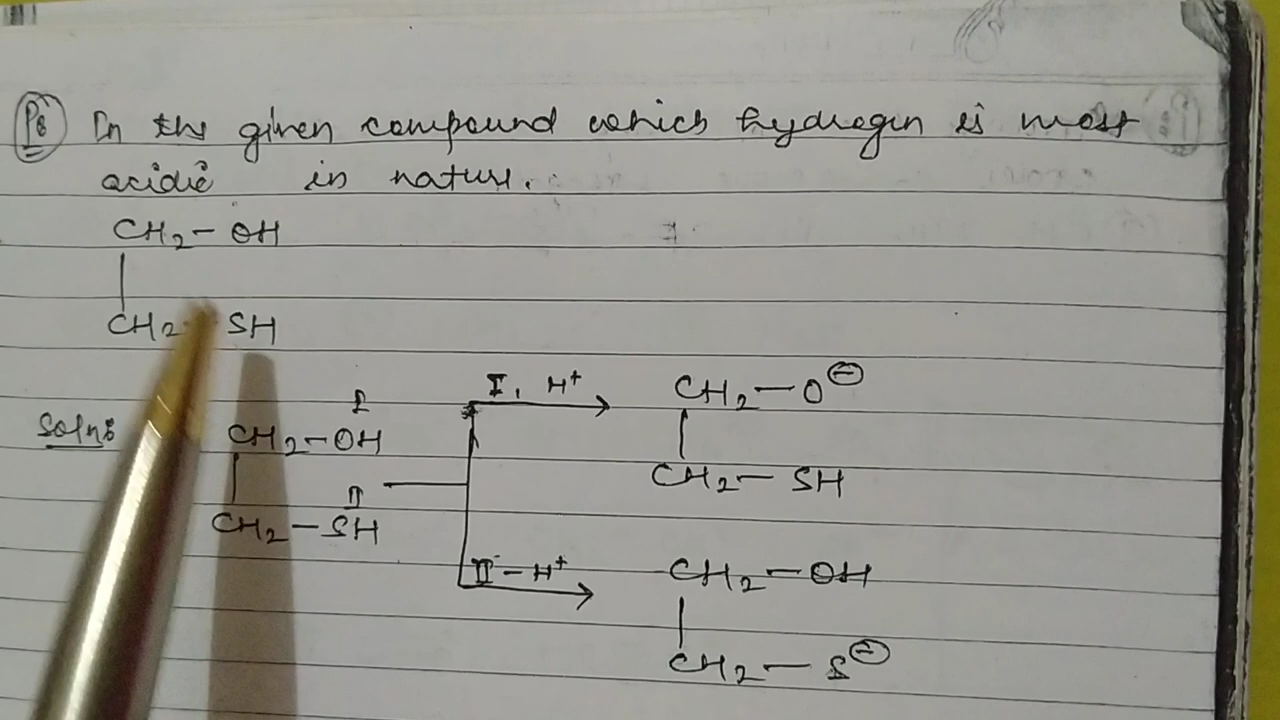 P8 In the given compound which hydrogen is most
acidic in nature.
CH2-OH
|
CH2-SH
Soln:
I
CH2-OH
|
II
CH2-SH
I, H+
CH2-O⊖
|
CH2-SH
II -H+
CH2-OH
|
CH2-S⊖